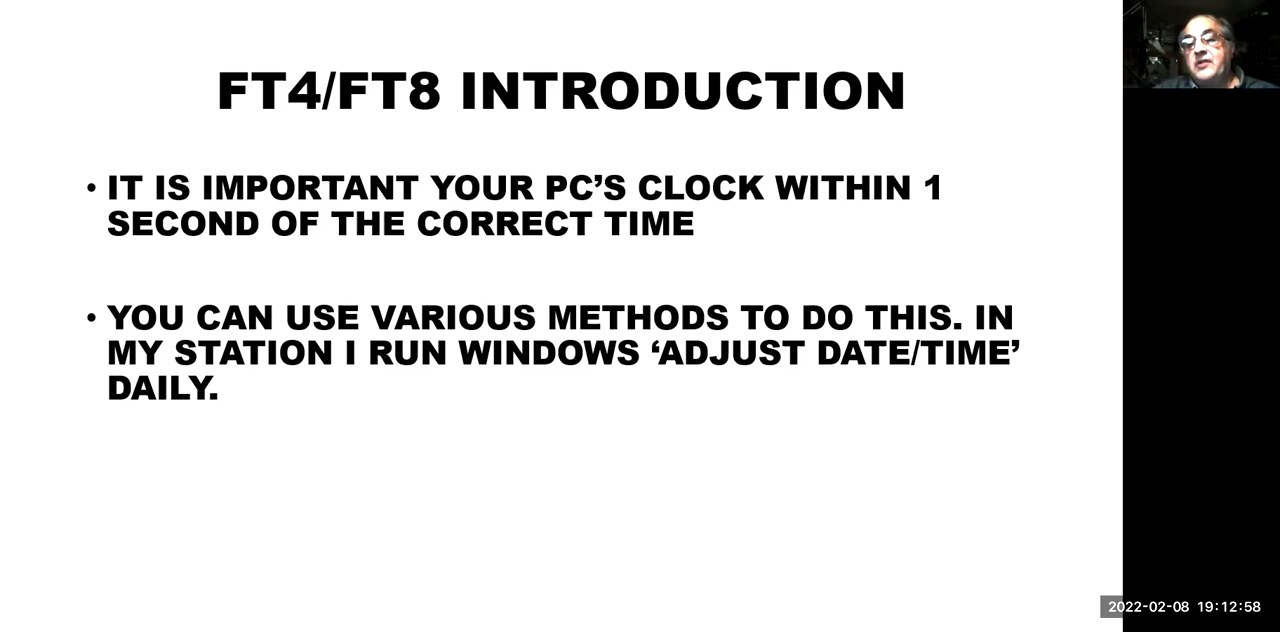 FT4/FT8 INTRODUCTION
• IT IS IMPORTANT YOUR PC’S CLOCK WITHIN 1
SECOND OF THE CORRECT TIME
• YOU CAN USE VARIOUS METHODS TO DO THIS. IN
MY STATION I RUN WINDOWS ‘ADJUST DATE/TIME’
DAILY.
2022-02-08 19:12:58